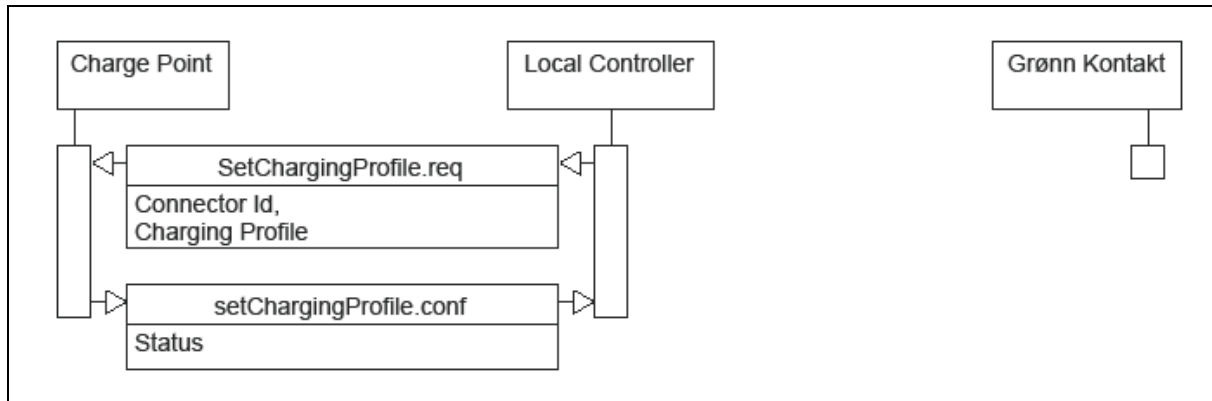 Charge Point
Local Controller
Grønn Kontakt
SetChargingProfile.req
Connector Id,
Charging Profile
setChargingProfile.conf
Status